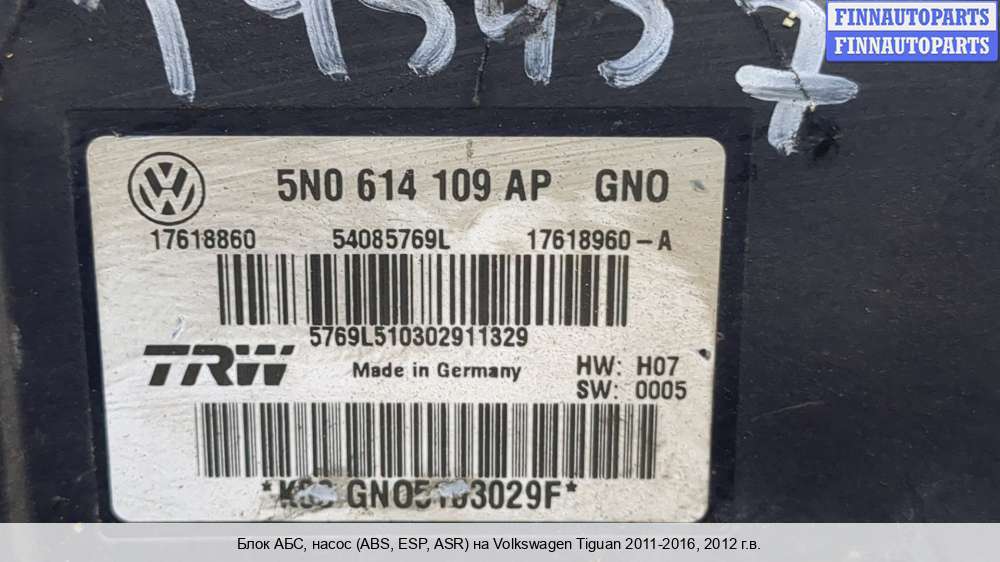 FINNAUTOPARTS
FINNAUTOPARTS
5N0 614 109 AP GNO
17618860 54085769L 17618960-A
5769L510302911329
TRW Made in Germany HW: H07
SW: 0005
Блок АБС, насос (ABS, ESP, ASR) на Volkswagen Tiguan 2011-2016, 2012 г.в.